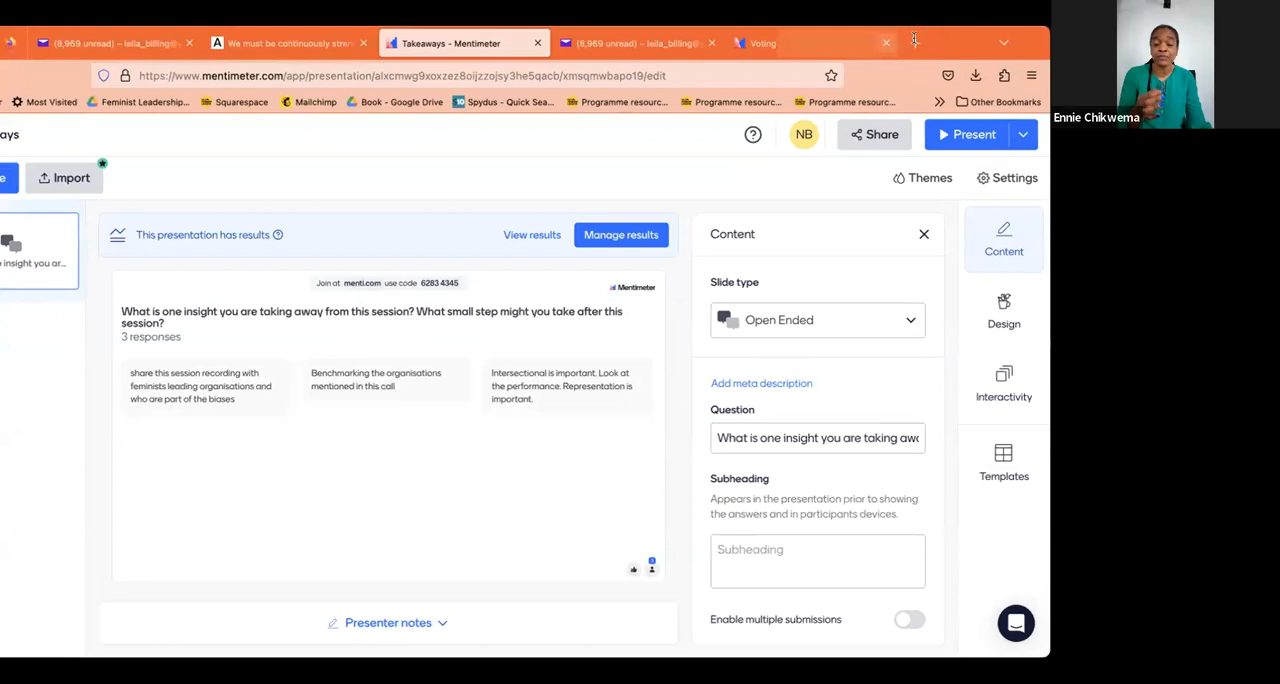 (8,969 unread) – leila_billing@
We must be continuously stren
Takeaways - Mentimeter
(8,969 unread) – leila_billing@
Voting
https://www.mentimeter.com/app/presentation/alxcmwg9xoxzez8oijzzojsy3he5qacb/xmsqmwbapo19/edit
Most Visited
Feminist Leadership...
Squarespace
Mailchimp
Book - Google Drive
Spydus - Quick Sea...
Programme resourc...
Programme resourc...
Programme resourc...
Other Bookmarks
Ennie Chikwema
ays
NB
Share
Present
e
Import
Themes
Settings
e insight you ar...
This presentation has results
View results
Manage results
Join at menti.com use code 6283 4345
Mentimeter
What is one insight you are taking away from this session? What small step might you take after this
session?
3 responses
share this session recording with
feminists leading organisations and
who are part of the biases
Benchmarking the organisations
mentioned in this call
Intersectional is important. Look at
the performance. Representation is
important.
Presenter notes
Content
Slide type
Open Ended
Add meta description
Question
What is one insight you are taking awa
Subheading
Appears in the presentation prior to showing
the answers and in participants devices.
Subheading
Enable multiple submissions
Content
Design
Interactivity
Templates